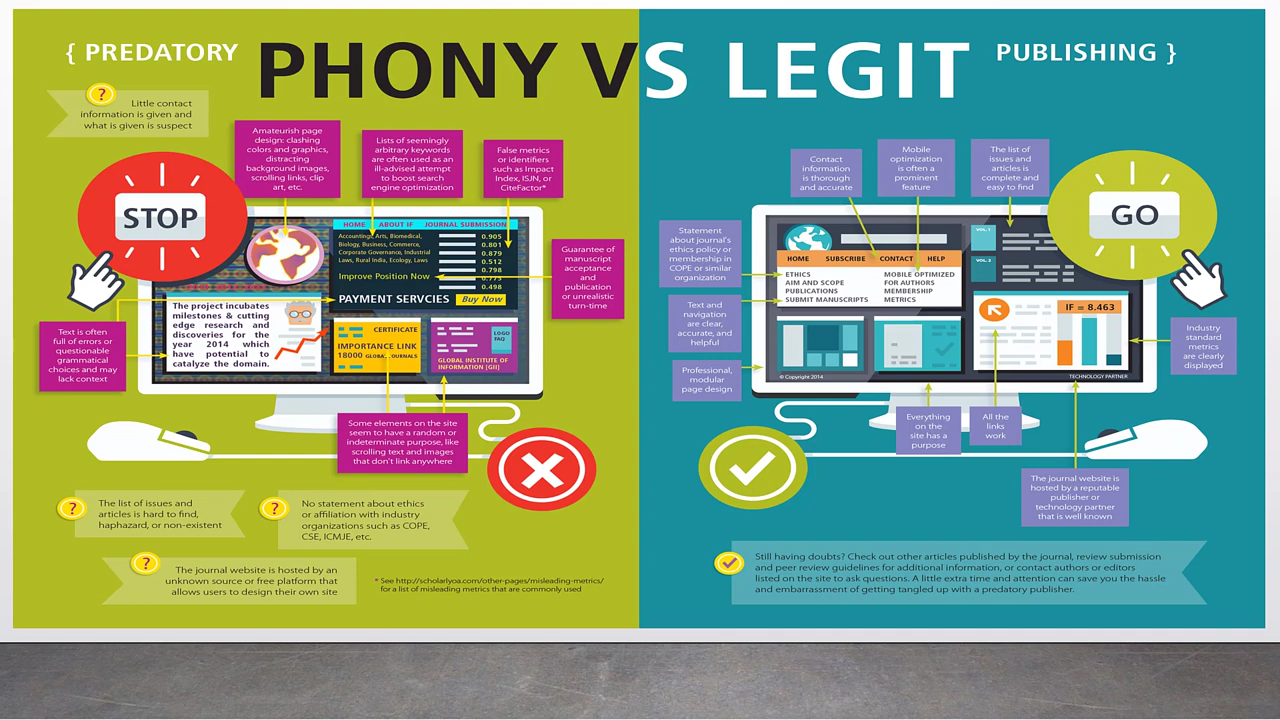 { PREDATORY PHONY VS LEGIT PUBLISHING }
Little contact
information is given and
what is given is suspect
Amateurish page
design: clashing
colors and graphics,
distracting
background images,
scrolling links, clip
art, etc.
Lists of seemingly
arbitrary keywords
are often used as an
ill-advised attempt
to boost search
engine optimization
False metrics
or identifiers
such as Impact
Index, ISJN, or
CiteFactor*
STOP
HOME ABOUT IF JOURNAL SUBMISSION
Accounting, Arts, Biomedical,
Biology, Business, Commerce,
Corporate Governance, Industrial
Laws, Rural India, Ecology, Laws
0.905
0.801
0.879
0.512
0.798
0.775
0.498
Improve Position Now
PAYMENT SERVCIES Buy Now
Guarantee of
manuscript
acceptance
and
publication
or unrealistic
turn-time
Text is often
full of errors or
questionable
grammatical
choices and may
lack context
The project incubates
milestones & cutting
edge research and
discoveries for the
year 2014 which
have potential to
catalyze the domain.
CERTIFICATE
IMPORTANCE LINK
18000 GLOBAL JOURNALS
LOGO
FAQ
GLOBAL INSTITUTE OF
INFORMATION [GII]
Some elements on the site
seem to have a random or
indeterminate purpose, like
scrolling text and images
that don't link anywhere
? The list of issues and
articles is hard to find,
haphazard, or non-existent
? No statement about ethics
or affiliation with industry
organizations such as COPE,
CSE, ICMJE, etc.
? The journal website is hosted by an
unknown source or free platform that
allows users to design their own site
* See http://scholarlyoa.com/other-pages/misleading-metrics/
for a list of misleading metrics that are commonly used
Contact
information
is thorough
and accurate
Mobile
optimization
is often a
prominent
feature
The list of
issues and
articles is
complete and
easy to find
GO
Statement
about journal's
ethics policy or
membership in
COPE or similar
organization
Text and
navigation
are clear,
accurate, and
helpful
Professional,
modular
page design
HOME SUBSCRIBE CONTACT HELP
ETHICS
AIM AND SCOPE
PUBLICATIONS
SUBMIT MANUSCRIPTS
MOBILE OPTIMIZED
FOR AUTHORS
MEMBERSHIP
METRICS
VOL. 1
VOL. 2
IF = 8.463
© Copyright 2014
TECHNOLOGY PARTNER
Industry
standard
metrics
are clearly
displayed
Everything
on the
site has a
purpose
All the
links
work
The journal website is
hosted by a reputable
publisher or
technology partner
that is well known
Still having doubts? Check out other articles published by the journal, review submission
and peer review guidelines for additional information, or contact authors or editors
listed on the site to ask questions. A little extra time and attention can save you the hassle
and embarrassment of getting tangled up with a predatory publisher.